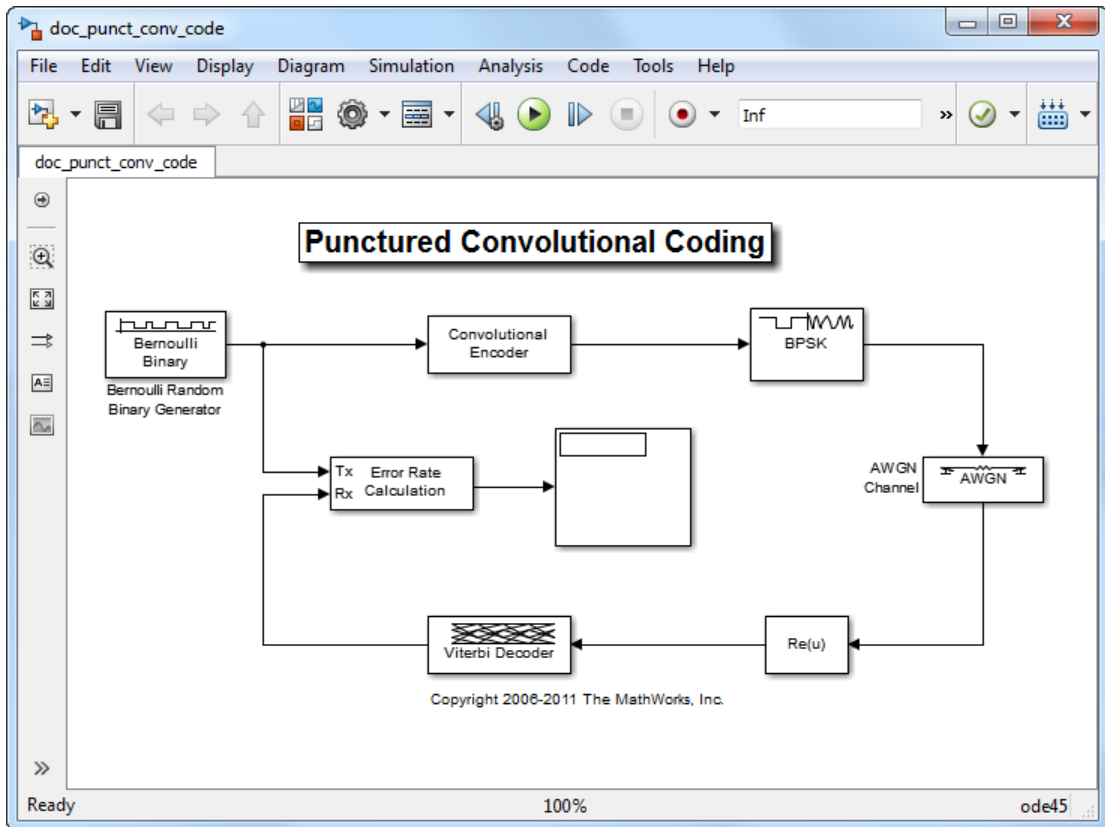 doc_punct_conv_code
File Edit View Display Diagram Simulation Analysis Code Tools Help
Inf
»
doc_punct_conv_code
Punctured Convolutional Coding
Bernoulli
Binary
Bernoulli Random
Binary Generator
Convolutional
Encoder
BPSK
Tx
Rx
Error Rate
Calculation
AWGN
Channel
AWGN
Viterbi Decoder
Re(u)
Copyright 2006-2011 The MathWorks, Inc.
»
Ready 100% ode45